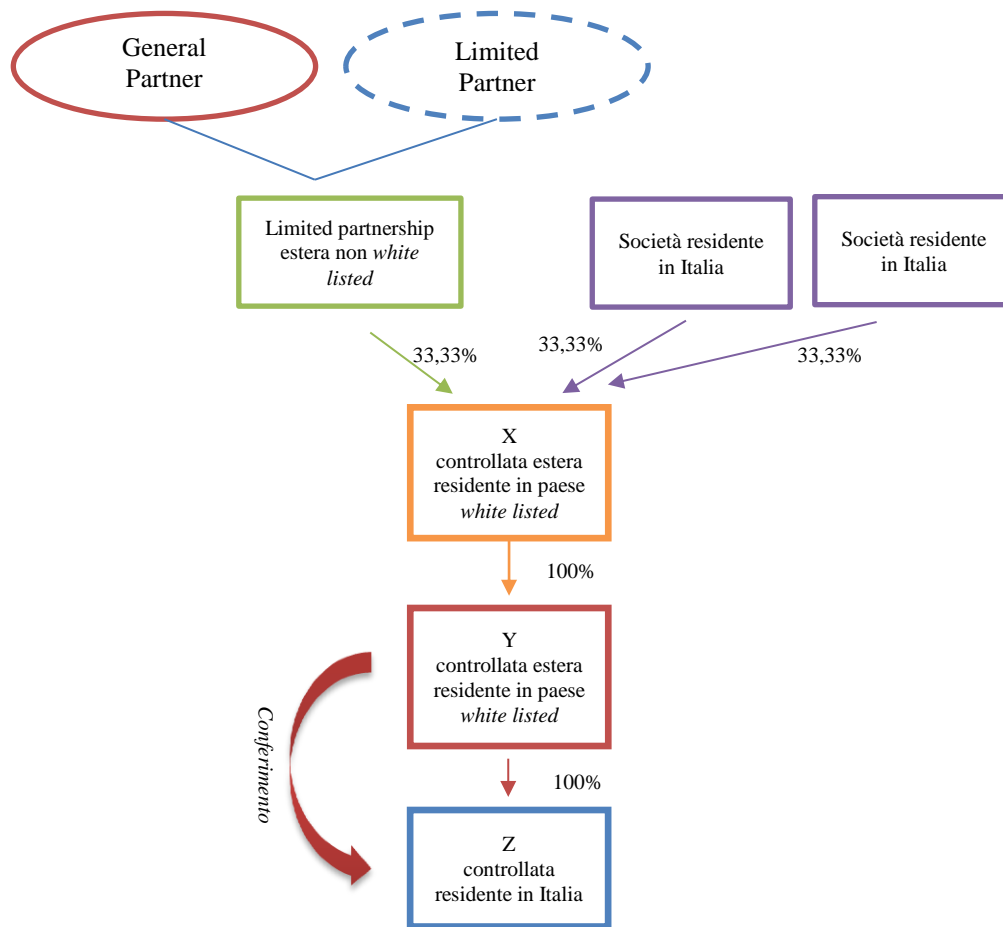 General
Partner
Limited
Partner
Limited partnership
estera non white
listed
Società residente
in Italia
Società residente
in Italia
33,33%
33,33%
33,33%
X
controllata estera
residente in paese
white listed
100%
Y
controllata estera
residente in paese
white listed
Conferimento
100%
Z
controllata
residente in Italia